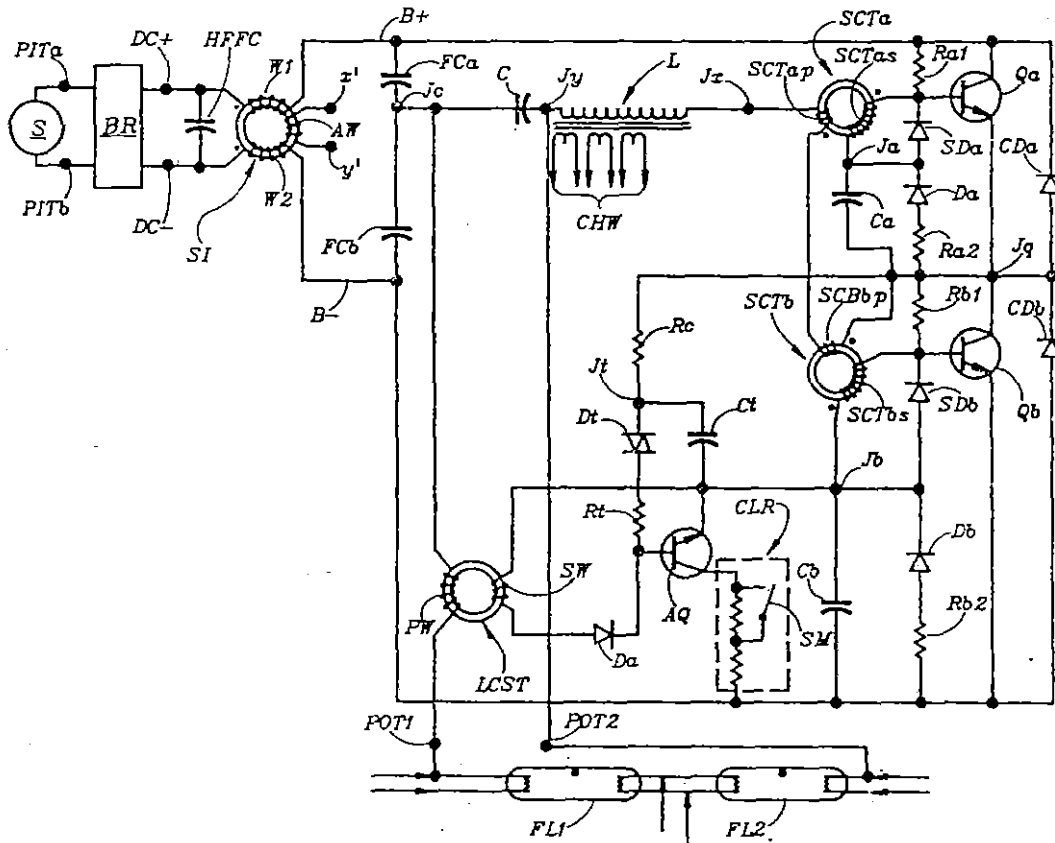 B+
SCTa
PITa
DC+
HFFC
W1
FCa
x'
jc
C
Jy
L
Jx
SCTap
SCTas
Ra1
Qa
S
BR
AW
SDa
CDa
y'
Ja
PITb
DC-
W2
SI
CHW
Ca
Da
FCb
Ra2
Jq
B-
SCTb
SCBbp
Rb1
CDb
Rc
Jt
SCTbs
SDb
Qb
Dt
Ct
Jb
Rt
CLR
Db
SW
Cb
AQ
SM
Rb2
PW
Da
LCST
POT1
POT2
FL1
FL2